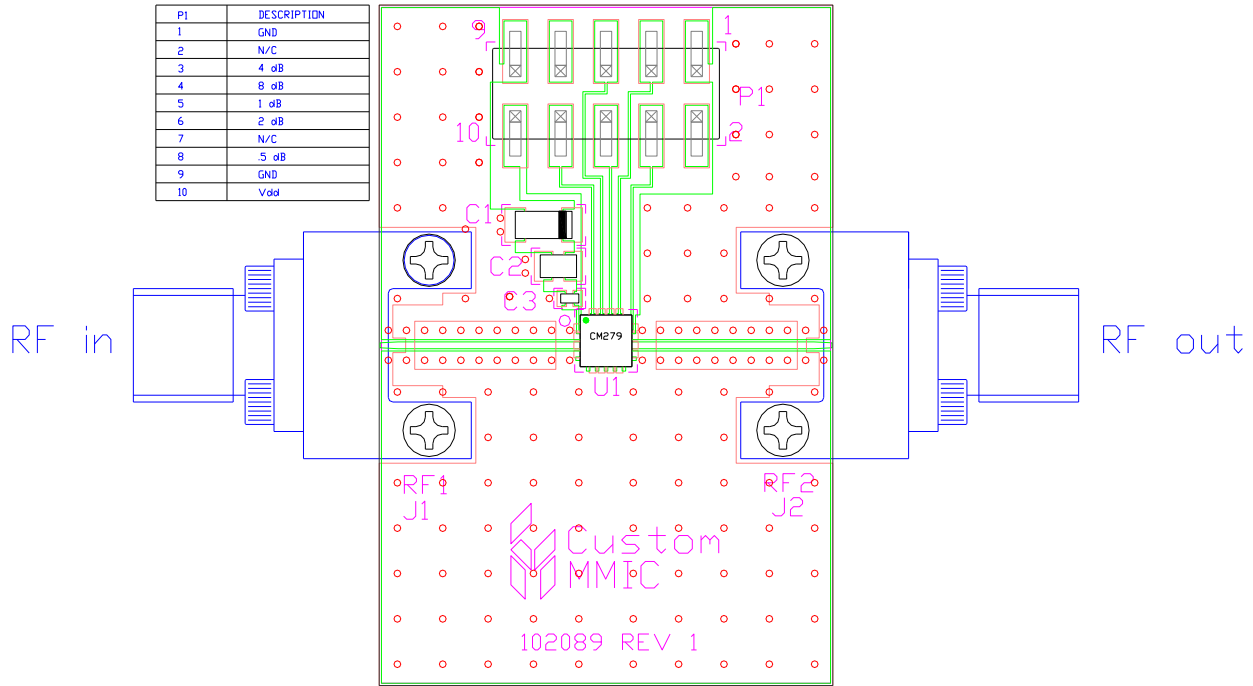 P1 DESCRIPTION
1 GND
2 N/C
3 4 dB
4 8 dB
5 1 dB
6 2 dB
7 N/C
8 .5 dB
9 GND
10 Vdd
9
1
P1
10
2
C1
C2
C3
CM279
U1
RF in
RF out
RF1
J1
RF2
J2
Custom
MMIC
102089 REV 1